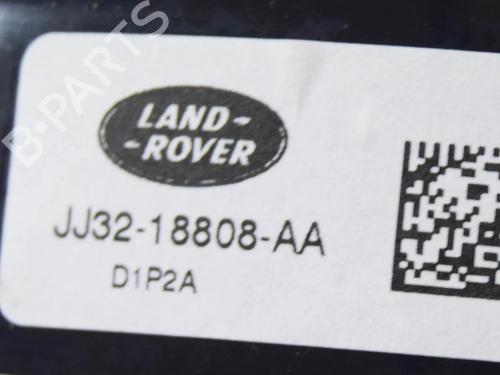 B-PARTS
LAND-
-ROVER
JJ32-18808-AA
D1P2A